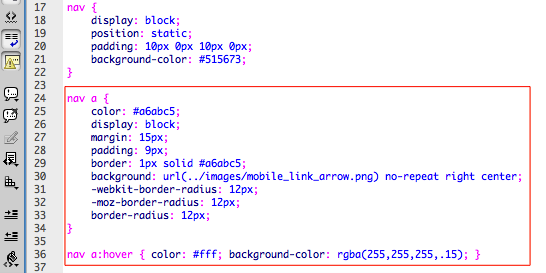 17 nav {
18 display: block;
19 position: static;
20 padding: 10px 0px 10px 0px;
21 background-color: #515673;
22 }
23
24 nav a {
25 color: #a6abc5;
26 display: block;
27 margin: 15px;
28 padding: 9px;
29 border: 1px solid #a6abc5;
30 background: url(../images/mobile_link_arrow.png) no-repeat right center;
31 -webkit-border-radius: 12px;
32 -moz-border-radius: 12px;
33 border-radius: 12px;
34 }
35
36 nav a:hover { color: #fff; background-color: rgba(255,255,255,.15); }
37